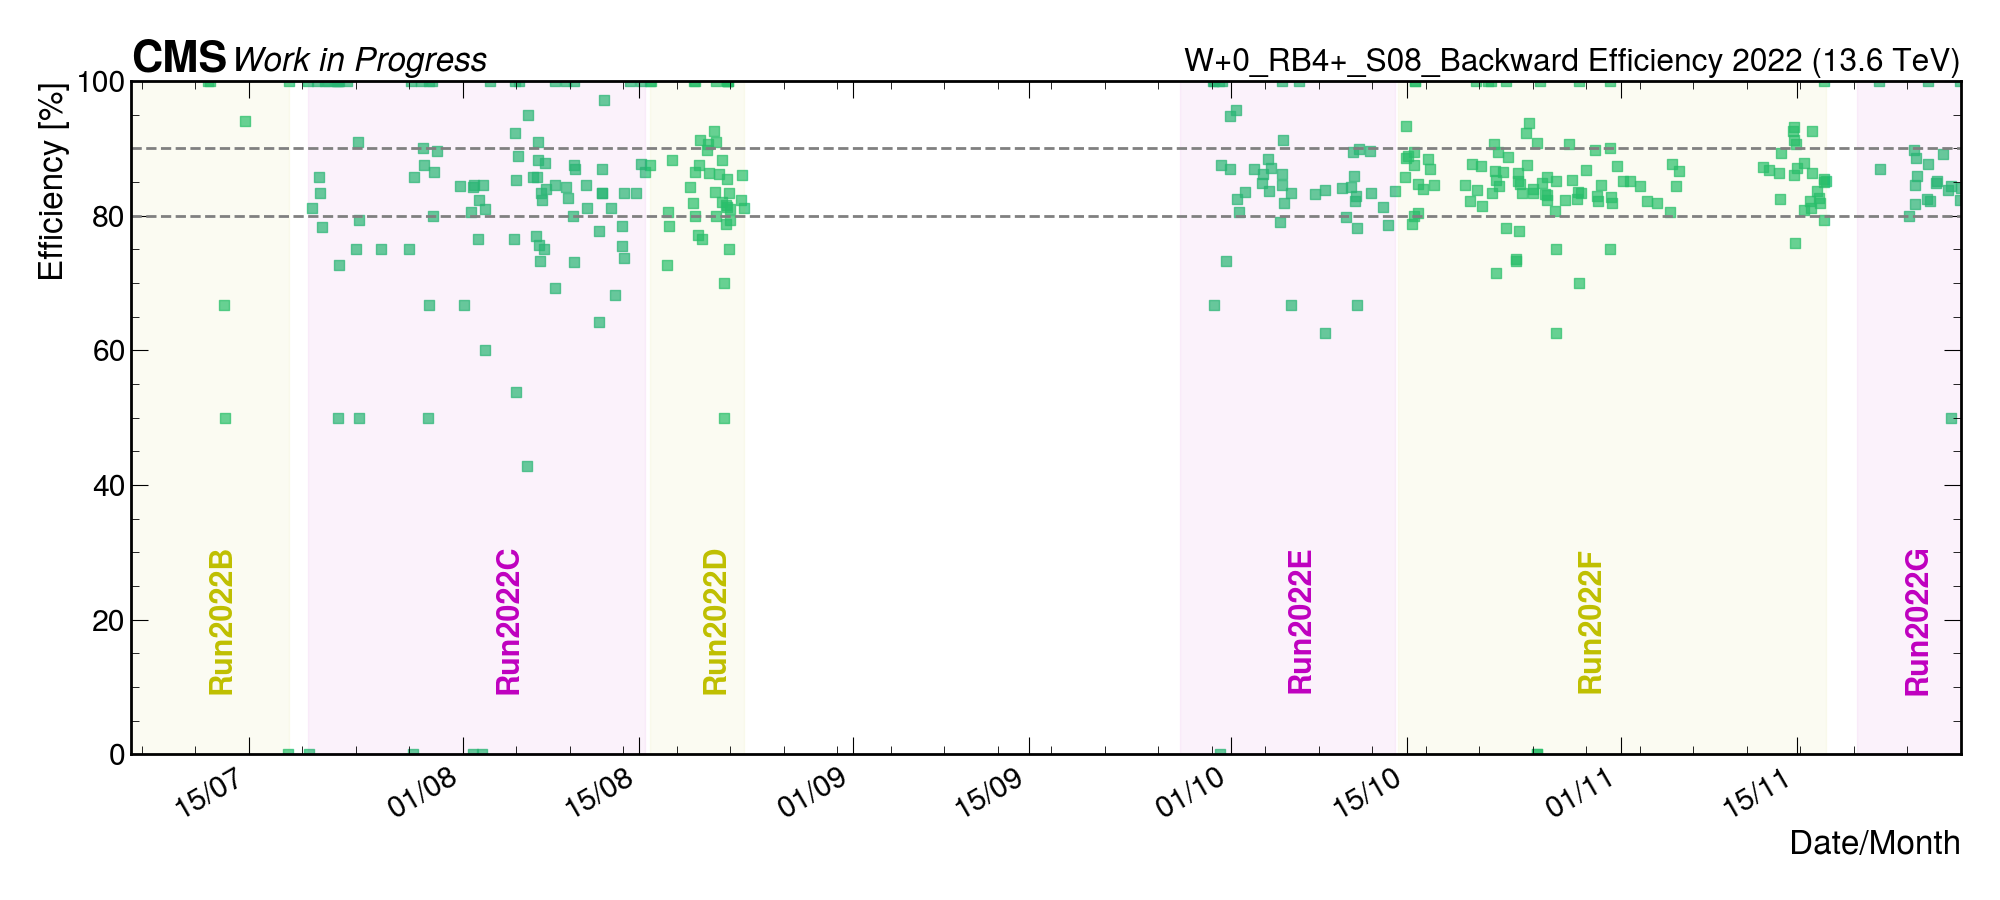 CMS Work in Progress
W+0_RB4+_S08_Backward Efficiency 2022 (13.6 TeV)
Efficiency [%]
100
80
60
40
20
0
Run2022B
Run2022C
Run2022D
Run2022E
Run2022F
Run2022G
15/07
01/08
15/08
01/09
15/09
01/10
15/10
01/11
15/11
Date/Month